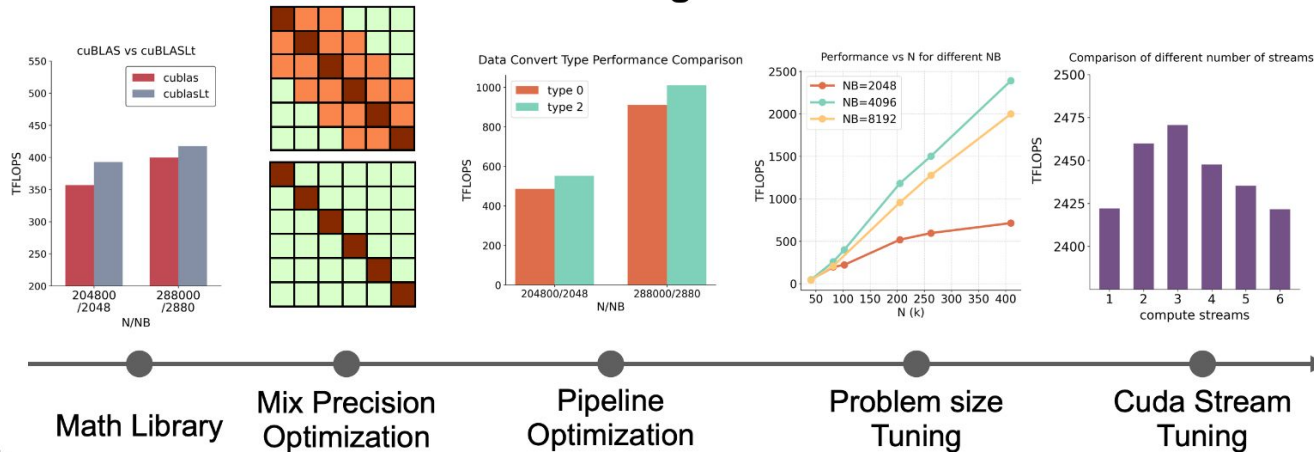 cuBLAS vs cuBLASLt
550
500
450
400
350
300
250
200
TFLOPS
cublas
cublasLt
204800
/2048
288000
/2880
N/NB
Data Convert Type Performance Comparison
1000
800
600
400
200
0
TFLOPS
type 0
type 2
204800/2048
288000/2880
N/NB
Performance vs N for different NB
2500
2000
1500
1000
500
0
TFLOPS
NB=2048
NB=4096
NB=8192
50 100 150 200 250 300 350 400
N (k)
Comparison of different number of streams
2500
2475
2450
2425
2400
TFLOPS
1 2 3 4 5 6
compute streams
Math Library
Mix Precision
Optimization
Pipeline
Optimization
Problem size
Tuning
Cuda Stream
Tuning